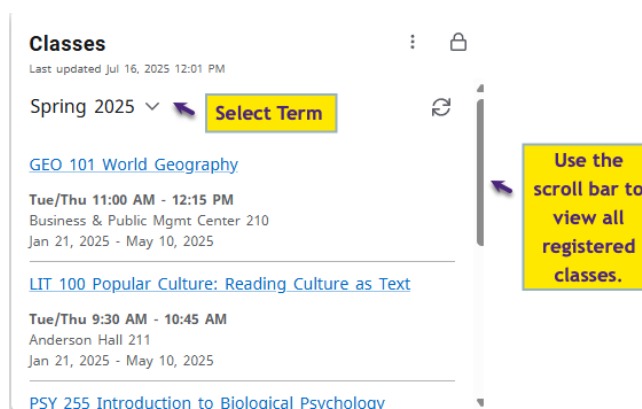 Classes
Last updated Jul 16, 2025 12:01 PM
Spring 2025
Select Term
GEO 101 World Geography
Tue/Thu 11:00 AM - 12:15 PM
Business & Public Mgmt Center 210
Jan 21, 2025 - May 10, 2025
LIT 100 Popular Culture: Reading Culture as Text
Tue/Thu 9:30 AM - 10:45 AM
Anderson Hall 211
Jan 21, 2025 - May 10, 2025
PSY 255 Introduction to Biological Psychology
Use the
scroll bar to
view all
registered
classes.